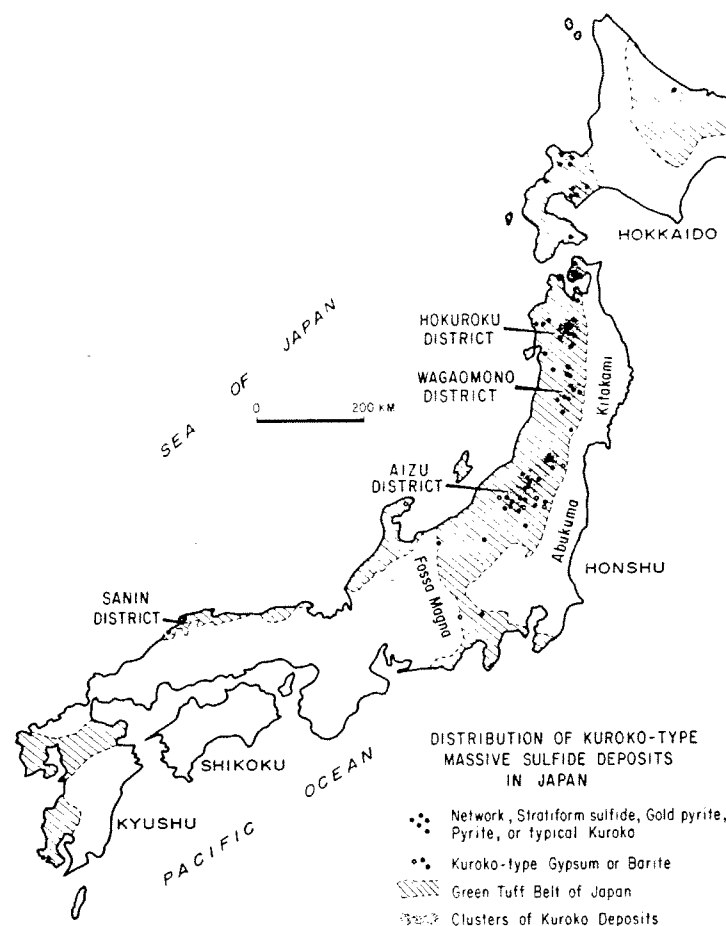 HOKKAIDO
HOKUROKU
DISTRICT
WAGAOMONO
DISTRICT
SEA OF JAPAN
0 200 KM
Kitakami
AIZU
DISTRICT
Abukuma
HONSHU
Fossa Magna
SANIN
DISTRICT
SHIKOKU
KYUSHU
PACIFIC OCEAN
DISTRIBUTION OF KUROKO-TYPE
MASSIVE SULFIDE DEPOSITS
IN JAPAN
Network, Stratiform sulfide, Gold pyrite,
Pyrite, or typical Kuroko
Kuroko-type Gypsum or Barite
Green Tuff Belt of Japan
Clusters of Kuroko Deposits